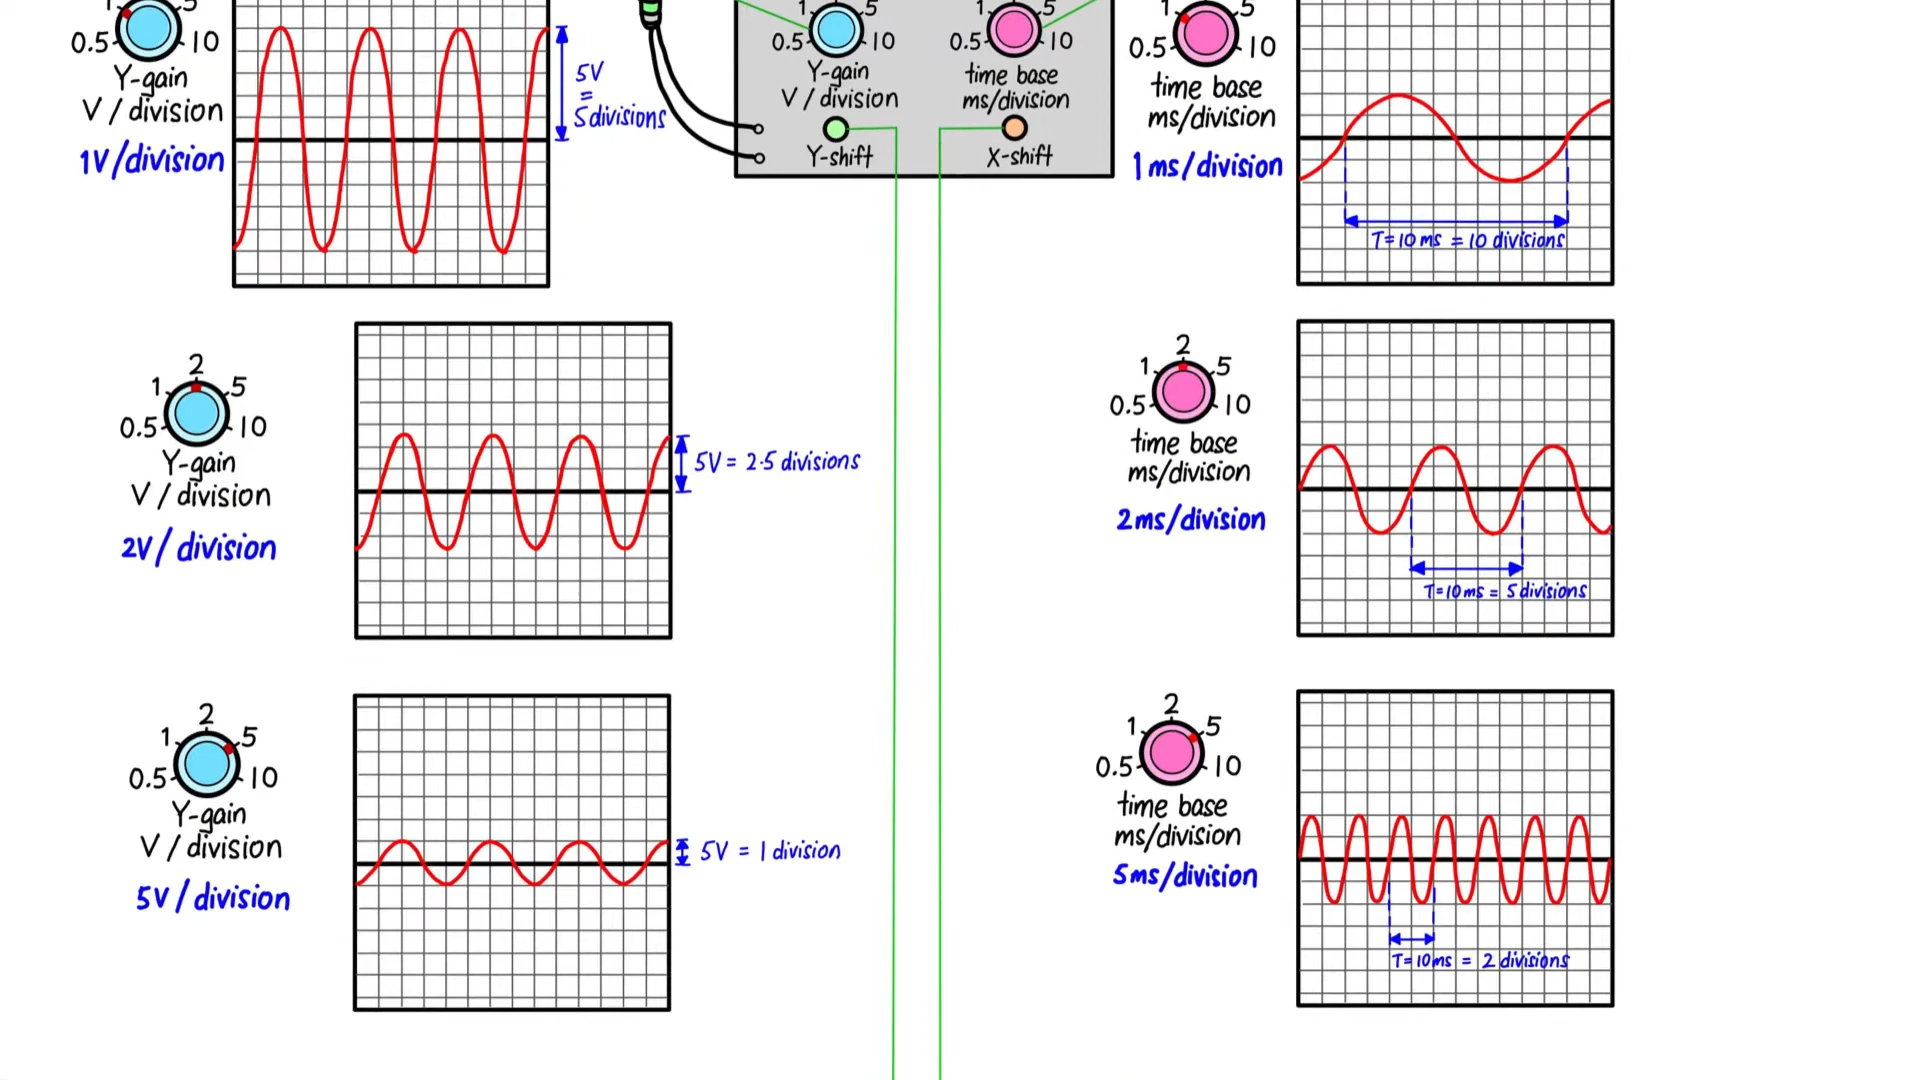 1 5
0.5 10
Y-gain
V / division
1V/division
5V
=
5 divisions
1 5
0.5 10
Y-gain
V / division
Y-shift
1 5
0.5 10
time base
ms/division
X-shift
1 5
0.5 10
time base
ms/division
1ms/division
T=10ms = 10 divisions
2
1 5
0.5 10
Y-gain
V / division
2V/division
5V = 2·5 divisions
2
1 5
0.5 10
time base
ms/division
2ms/division
T=10ms = 5 divisions
2
1 5
0.5 10
Y-gain
V / division
5V/division
5V = 1 division
2
1 5
0.5 10
time base
ms/division
5ms/division
T=10ms = 2 divisions